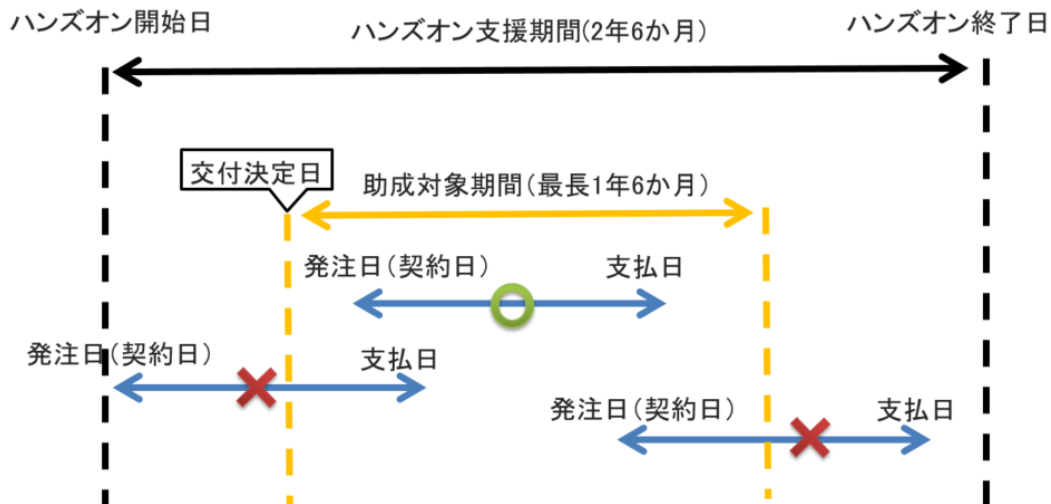 ハンズオン開始日
ハンズオン支援期間(2年6か月)
ハンズオン終了日
交付決定日
助成対象期間(最長1年6か月)
発注日(契約日)
支払日
発注日(契約日)
支払日
発注日(契約日)
支払日